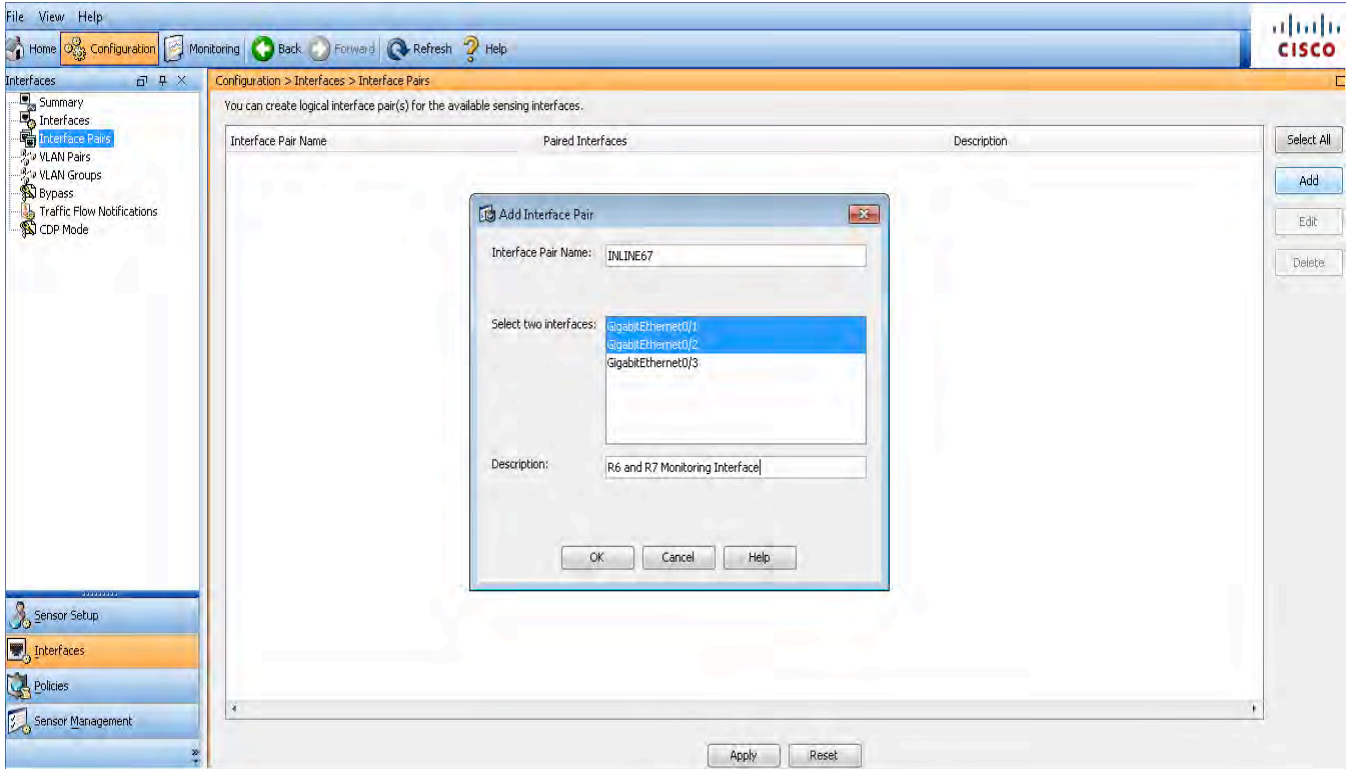 File View Help
Home Configuration Monitoring Back Forward Refresh Help
CISCO
Interfaces
Summary
Interfaces
Interface Pairs
VLAN Pairs
VLAN Groups
Bypass
Traffic Flow Notifications
CDP Mode
Sensor Setup
Interfaces
Policies
Sensor Management
Configuration > Interfaces > Interface Pairs
You can create logical interface pair(s) for the available sensing interfaces.
Interface Pair Name Paired Interfaces Description
Select All
Add
Edit
Delete
Add Interface Pair
Interface Pair Name: INLINE67
Select two interfaces: GigabitEthernet0/1
GigabitEthernet0/2
GigabitEthernet0/3
Description: R6 and R7 Monitoring Interface
OK Cancel Help
Apply Reset